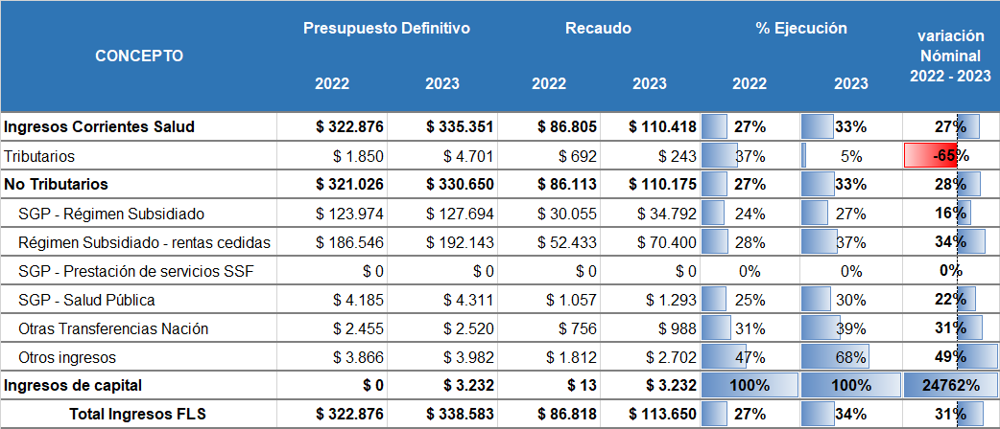 CONCEPTO Presupuesto Definitivo Recaudo % Ejecución variación Nóminal 2022 - 2023
2022 2023 2022 2023 2022 2023
Ingresos Corrientes Salud $ 322.876 $ 335.351 $ 86.805 $ 110.418 27% 33% 27%
Tributarios $ 1.850 $ 4.701 $ 692 $ 243 37% 5% -65%
No Tributarios $ 321.026 $ 330.650 $ 86.113 $ 110.175 27% 33% 28%
SGP - Régimen Subsidiado $ 123.974 $ 127.694 $ 30.055 $ 34.792 24% 27% 16%
Régimen Subsidiado - rentas cedidas $ 186.546 $ 192.143 $ 52.433 $ 70.400 28% 37% 34%
SGP - Prestación de servicios SSF $ 0 $ 0 $ 0 $ 0 0% 0% 0%
SGP - Salud Pública $ 4.185 $ 4.311 $ 1.057 $ 1.293 25% 30% 22%
Otras Transferencias Nación $ 2.455 $ 2.520 $ 756 $ 988 31% 39% 31%
Otros ingresos $ 3.866 $ 3.982 $ 1.812 $ 2.702 47% 68% 49%
Ingresos de capital $ 0 $ 3.232 $ 13 $ 3.232 100% 100% 24762%
Total Ingresos FLS $ 322.876 $ 338.583 $ 86.818 $ 113.650 27% 34% 31%